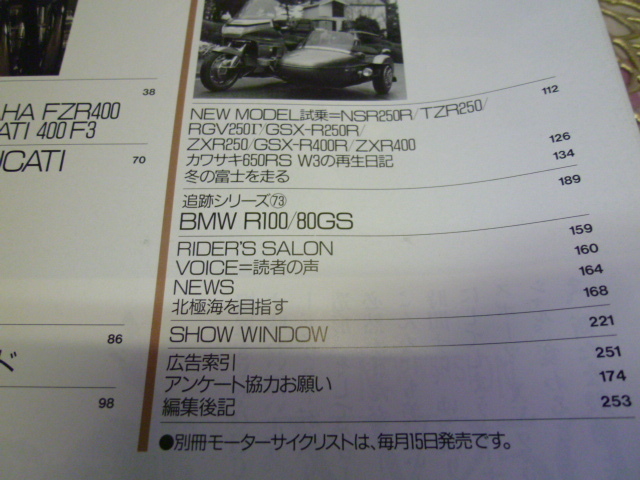 38
AHA FZR400
ATI 400 F3
UCATI
70
86
ド
98
112
NEW MODEL試乗=NSR250R/TZR250/
RGV250Γ/GSX-R250R/
ZXR250/GSX-R400R/ZXR400
126
カワサキ650RS W3の再生日記
134
冬の富士を走る
189
追跡シリーズ73
BMW R100/80GS
159
RIDER'S SALON
160
VOICE=読者の声
164
NEWS
168
北極海を目指す
221
SHOW WINDOW
251
広告索引
174
アンケート協力お願い
253
編集後記
●別冊モーターサイクリストは、毎月15日発売です。